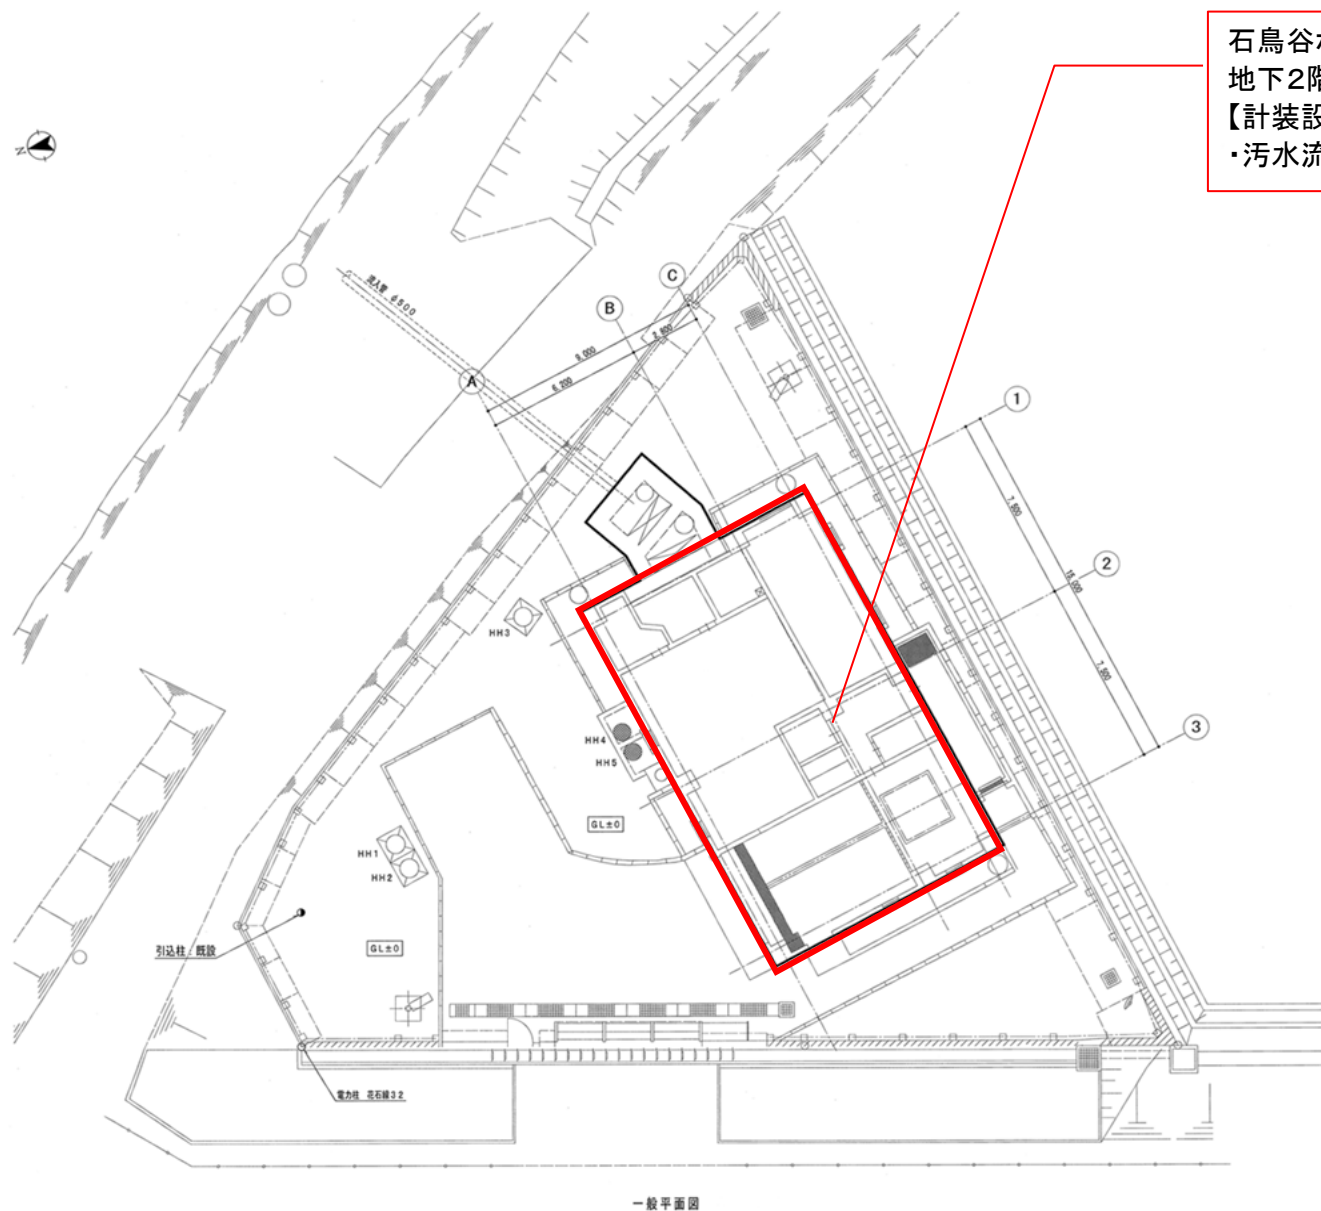 石鳥谷
地下2階
【計装設
・汚水流
N
流入管 φ500
C
B
A
9,000
2,800
6,200
1
7,500
2
15,000
7,500
3
HH3
HH4
HH5
GL±0
HH1
HH2
引込柱 既設
GL±0
電力柱 花石線32
一般平面図